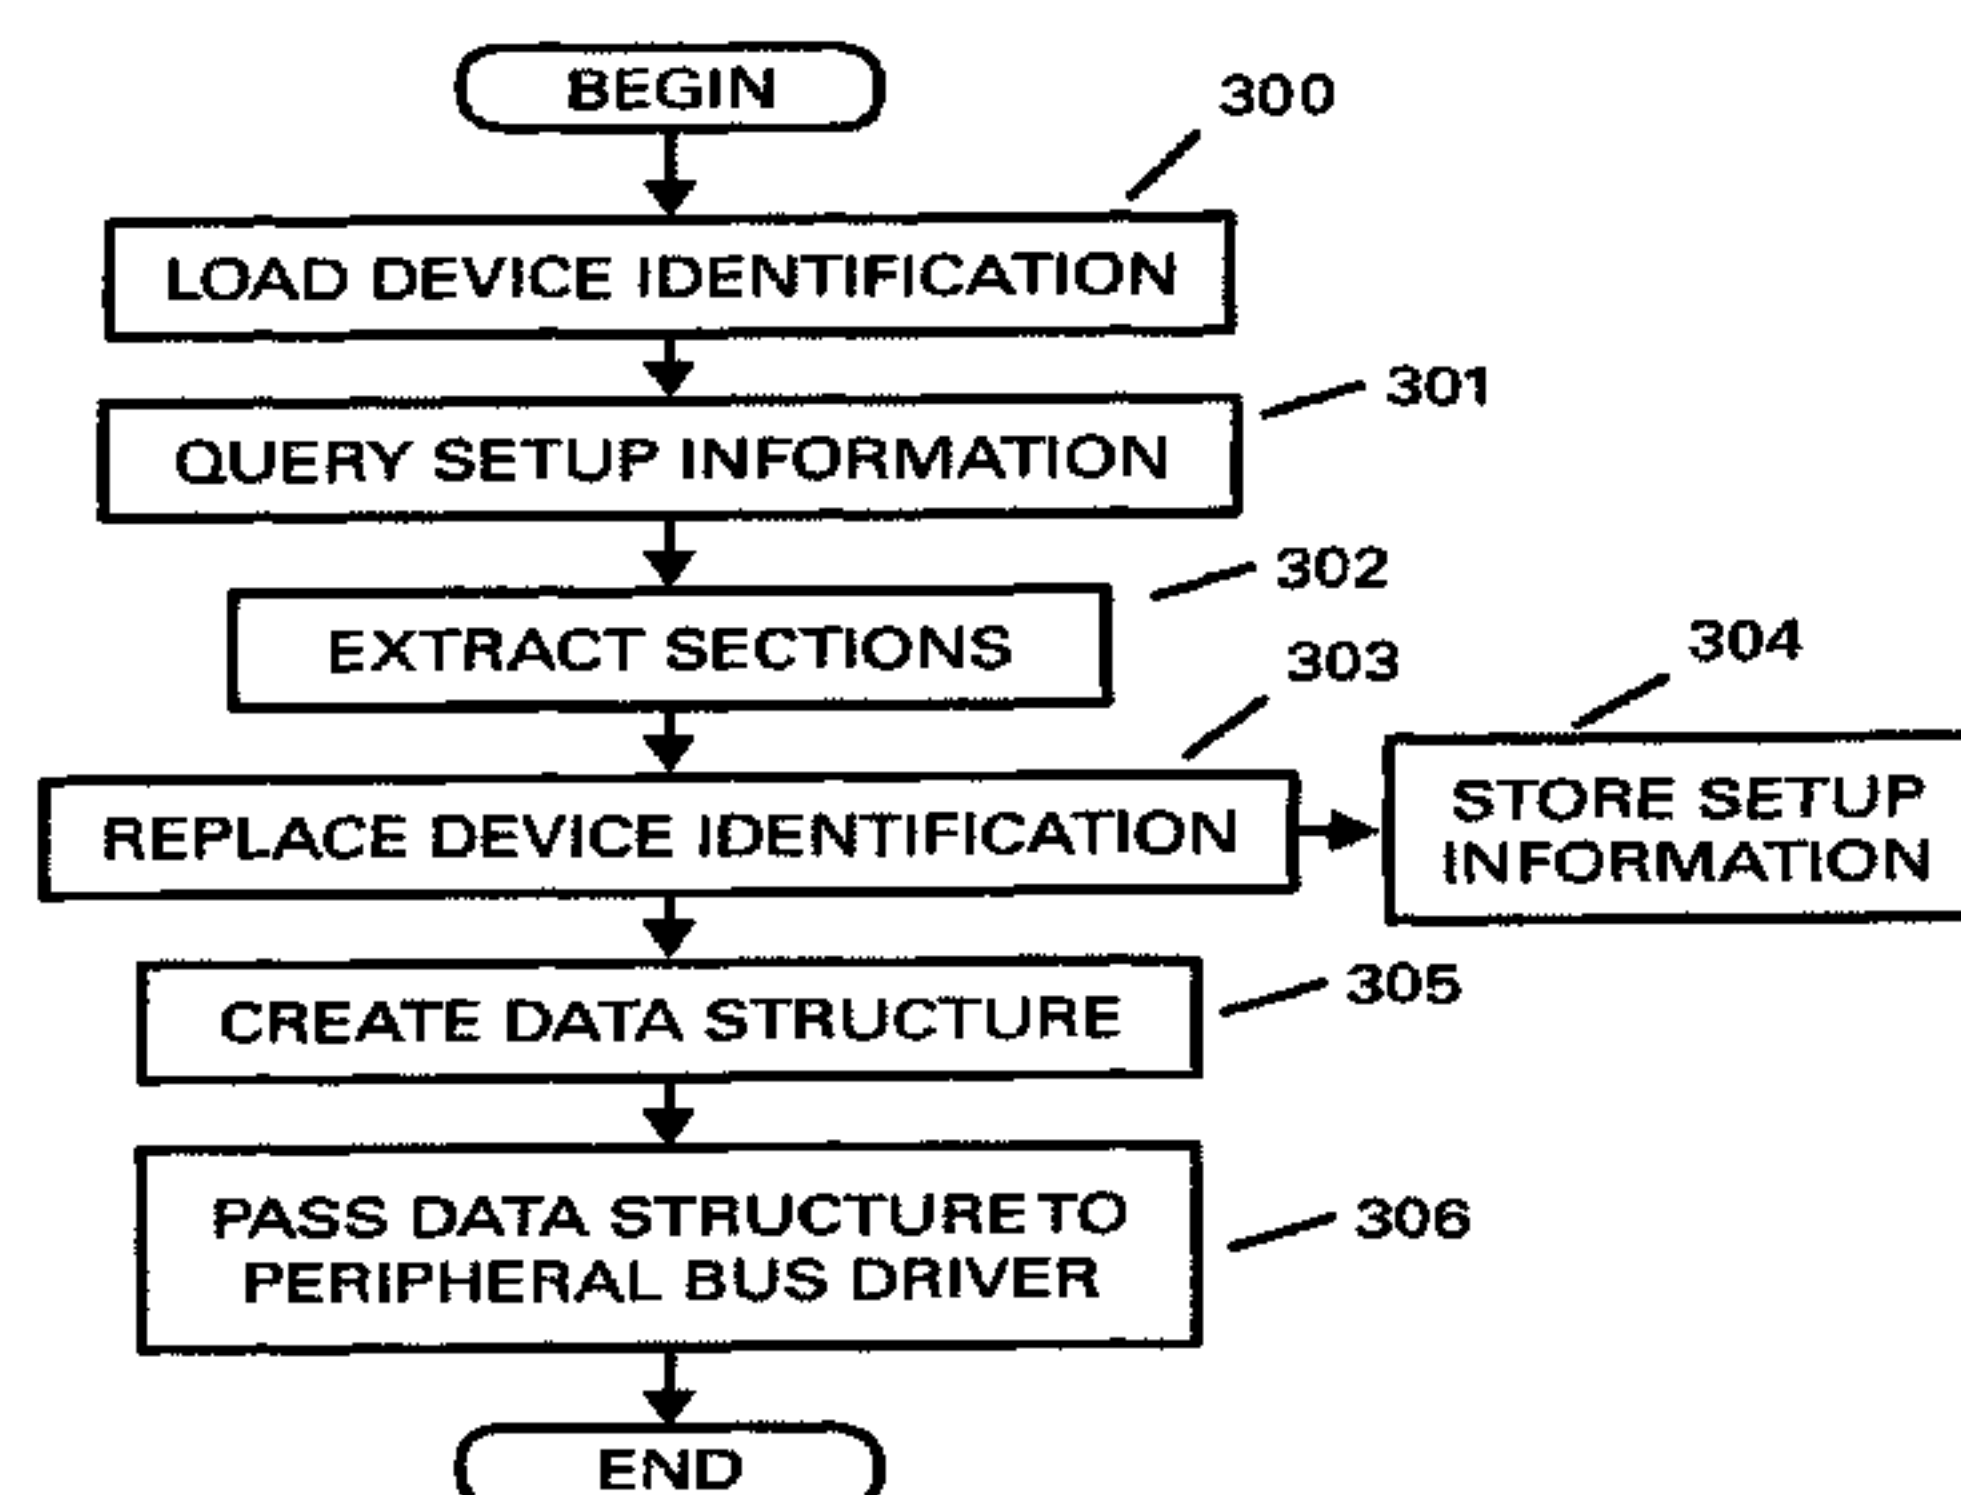 BEGIN
300
LOAD DEVICE IDENTIFICATION
301
QUERY SETUP INFORMATION
302
EXTRACT SECTIONS
303
304
REPLACE DEVICE IDENTIFICATION
STORE SETUP
INFORMATION
305
CREATE DATA STRUCTURE
306
PASS DATA STRUCTURE TO
PERIPHERAL BUS DRIVER
END